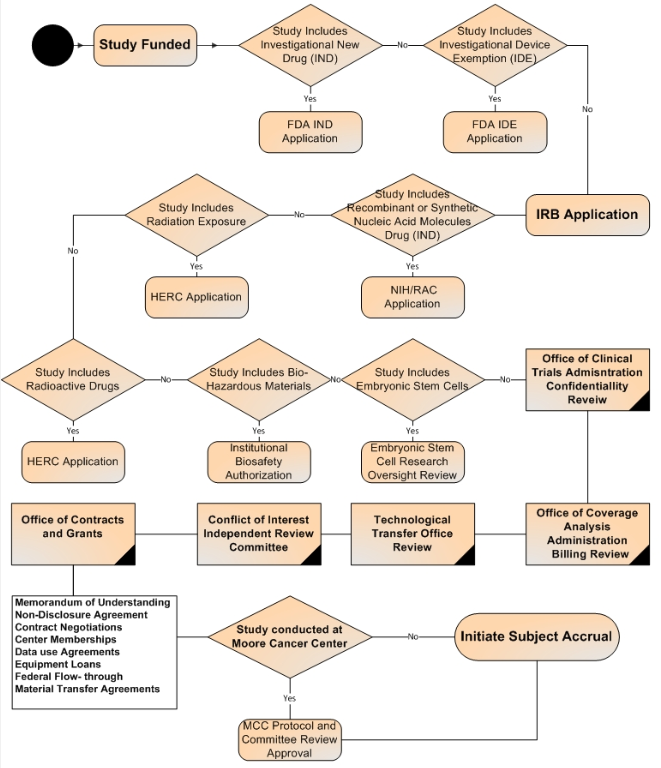 Study Funded
Study Includes
Investigational New
Drug (IND)
No
Study Includes
Investigational Device
Exemption (IDE)
Yes
FDA IND
Application
Yes
FDA IDE
Application
No
IRB Application
Study Includes
Recombinant or Synthetic
Nucleic Acid Molecules
Drug (IND)
No
Study Includes
Radiation Exposure
Yes
NIH/RAC
Application
Yes
HERC Application
No
Study Includes
Radioactive Drugs
No
Study Includes Bio-
Hazardous Materials
No
Study Includes
Embryonic Stem Cells
No
Office of Clinical
Trials Admisntration
Confidentiallity
Reveiw
Yes
HERC Application
Yes
Institutional
Biosafety
Authorization
Yes
Embryonic Stem
Cell Research
Oversight Review
Office of Coverage
Analysis
Administration
Billing Review
Technological
Transfer Office
Review
Conflict of Interest
Independent Review
Committee
Office of Contracts
and Grants
Memorandum of Understanding
Non-Disclosure Agreement
Contract Negotiations
Center Memberships
Data use Agreements
Equipment Loans
Federal Flow- through
Material Transfer Agreements
Study conducted at
Moore Cancer Center
No
Initiate Subject Accrual
Yes
MCC Protocol and
Committee Review
Approval